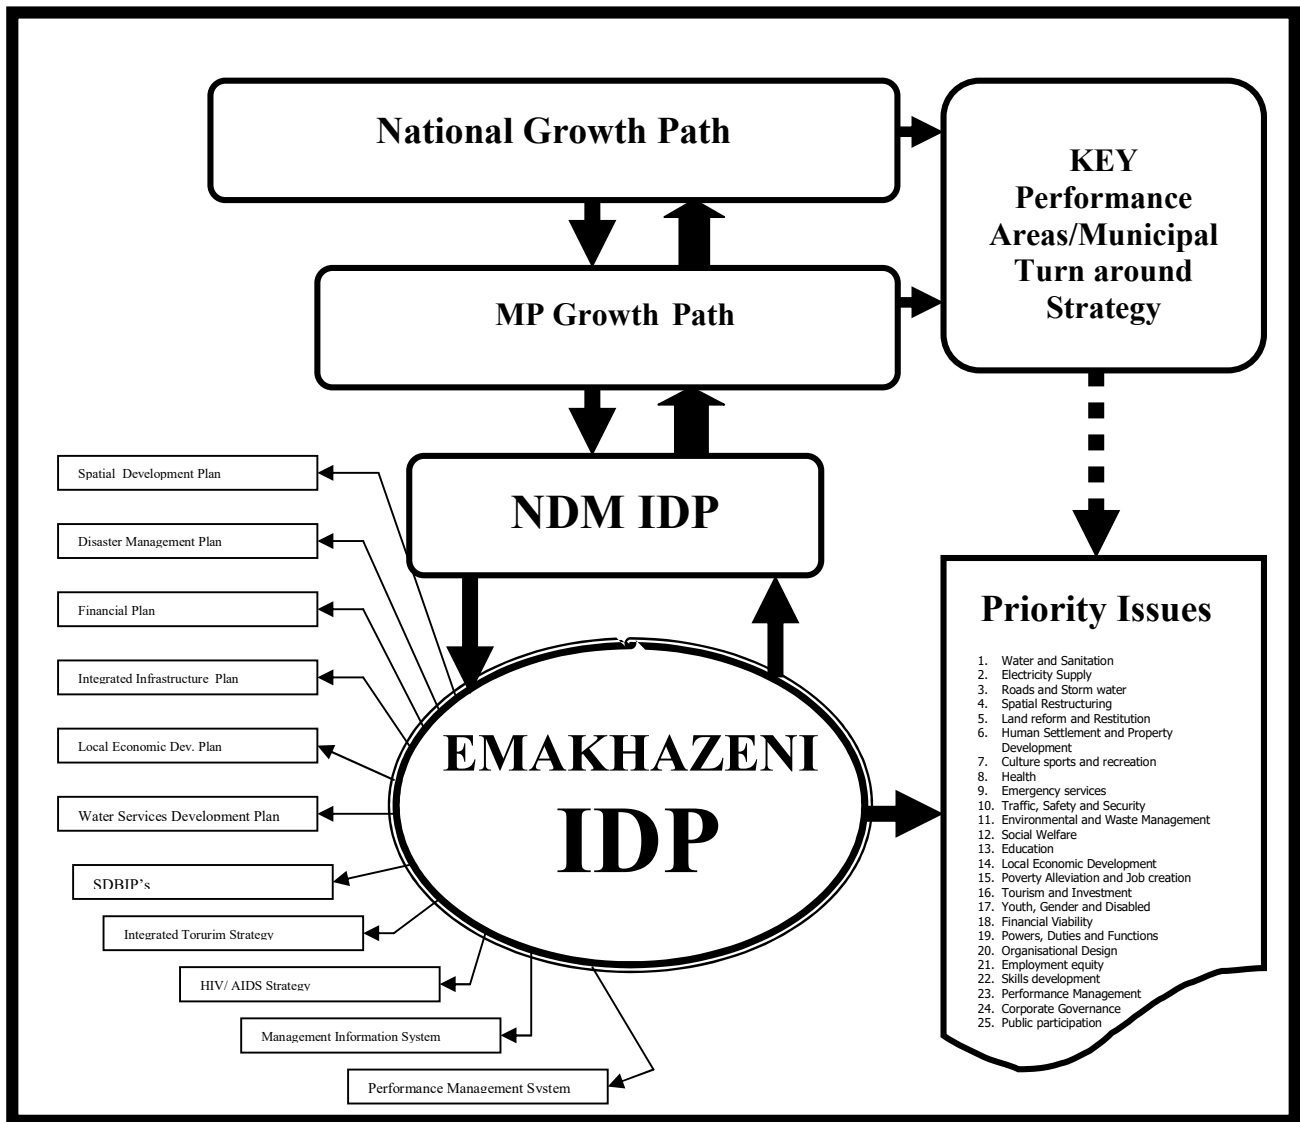 National Growth Path
KEY
Performance
Areas/Municipal
Turn around
Strategy
MP Growth Path
NDM IDP
Spatial Development Plan
Disaster Management Plan
Financial Plan
Integrated Infrastructure Plan
Local Economic Dev. Plan
Water Services Development Plan
SDBIP's
Integrated Torurim Strategy
HIV/ AIDS Strategy
Management Information System
Performance Management System
EMAKHAZENI
IDP
Priority Issues
1. Water and Sanitation
2. Electricity Supply
3. Roads and Storm water
4. Spatial Restructuring
5. Land reform and Restitution
6. Human Settlement and Property
Development
7. Culture sports and recreation
8. Health
9. Emergency services
10. Traffic, Safety and Security
11. Environmental and Waste Management
12. Social Welfare
13. Education
14. Local Economic Development
15. Poverty Alleviation and Job creation
16. Tourism and Investment
17. Youth, Gender and Disabled
18. Financial Viability
19. Powers, Duties and Functions
20. Organisational Design
21. Employment equity
22. Skills development
23. Performance Management
24. Corporate Governance
25. Public participation